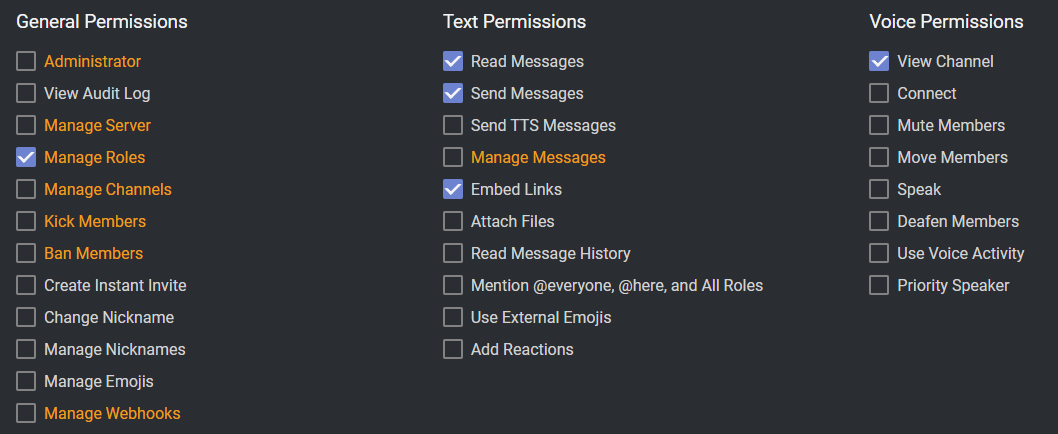 General Permissions
Administrator
View Audit Log
Manage Server
Manage Roles
Manage Channels
Kick Members
Ban Members
Create Instant Invite
Change Nickname
Manage Nicknames
Manage Emojis
Manage Webhooks
Text Permissions
Read Messages
Send Messages
Send TTS Messages
Manage Messages
Embed Links
Attach Files
Read Message History
Mention @everyone, @here, and All Roles
Use External Emojis
Add Reactions
Voice Permissions
View Channel
Connect
Mute Members
Move Members
Speak
Deafen Members
Use Voice Activity
Priority Speaker